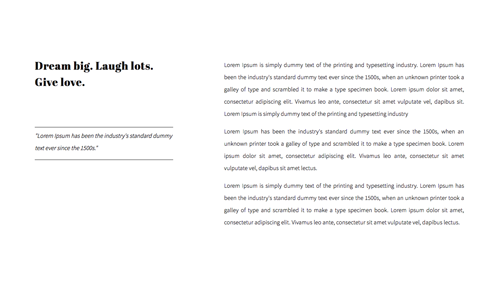 Dream big. Laugh lots.
Give love.
"Lorem Ipsum has been the industry's standard dummy
text ever since the 1500s."
Lorem Ipsum is simply dummy text of the printing and typesetting industry. Lorem Ipsum has
been the industry's standard dummy text ever since the 1500s, when an unknown printer took a
galley of type and scrambled it to make a type specimen book. Lorem ipsum dolor sit amet,
consectetur adipiscing elit. Vivamus ante ante, consectetur sit amet vulputate vel, dapibus sit.
Lorem Ipsum is simply dummy text of the printing and typesetting industry
Lorem Ipsum has been the industry's standard dummy text ever since the 1500s, when an
unknown printer took a galley of type and scrambled it to make a type specimen book. Lorem
ipsum dolor sit amet, consectetur adipiscing elit. Vivamus ante ante, consectetur sit amet
vulputate vel, dapibus sit amet lectus.
Lorem Ipsum is simply dummy text of the printing and typesetting industry. Lorem Ipsum has
been the industry's standard dummy text ever since the 1500s, when an unknown printer took a
galley of type and scrambled it to make a type specimen book. Lorem ipsum dolor sit amet,
consectetur adipiscing elit. Vivamus ante ante, consectetur sit amet vulputate vel, dapibus lectus.